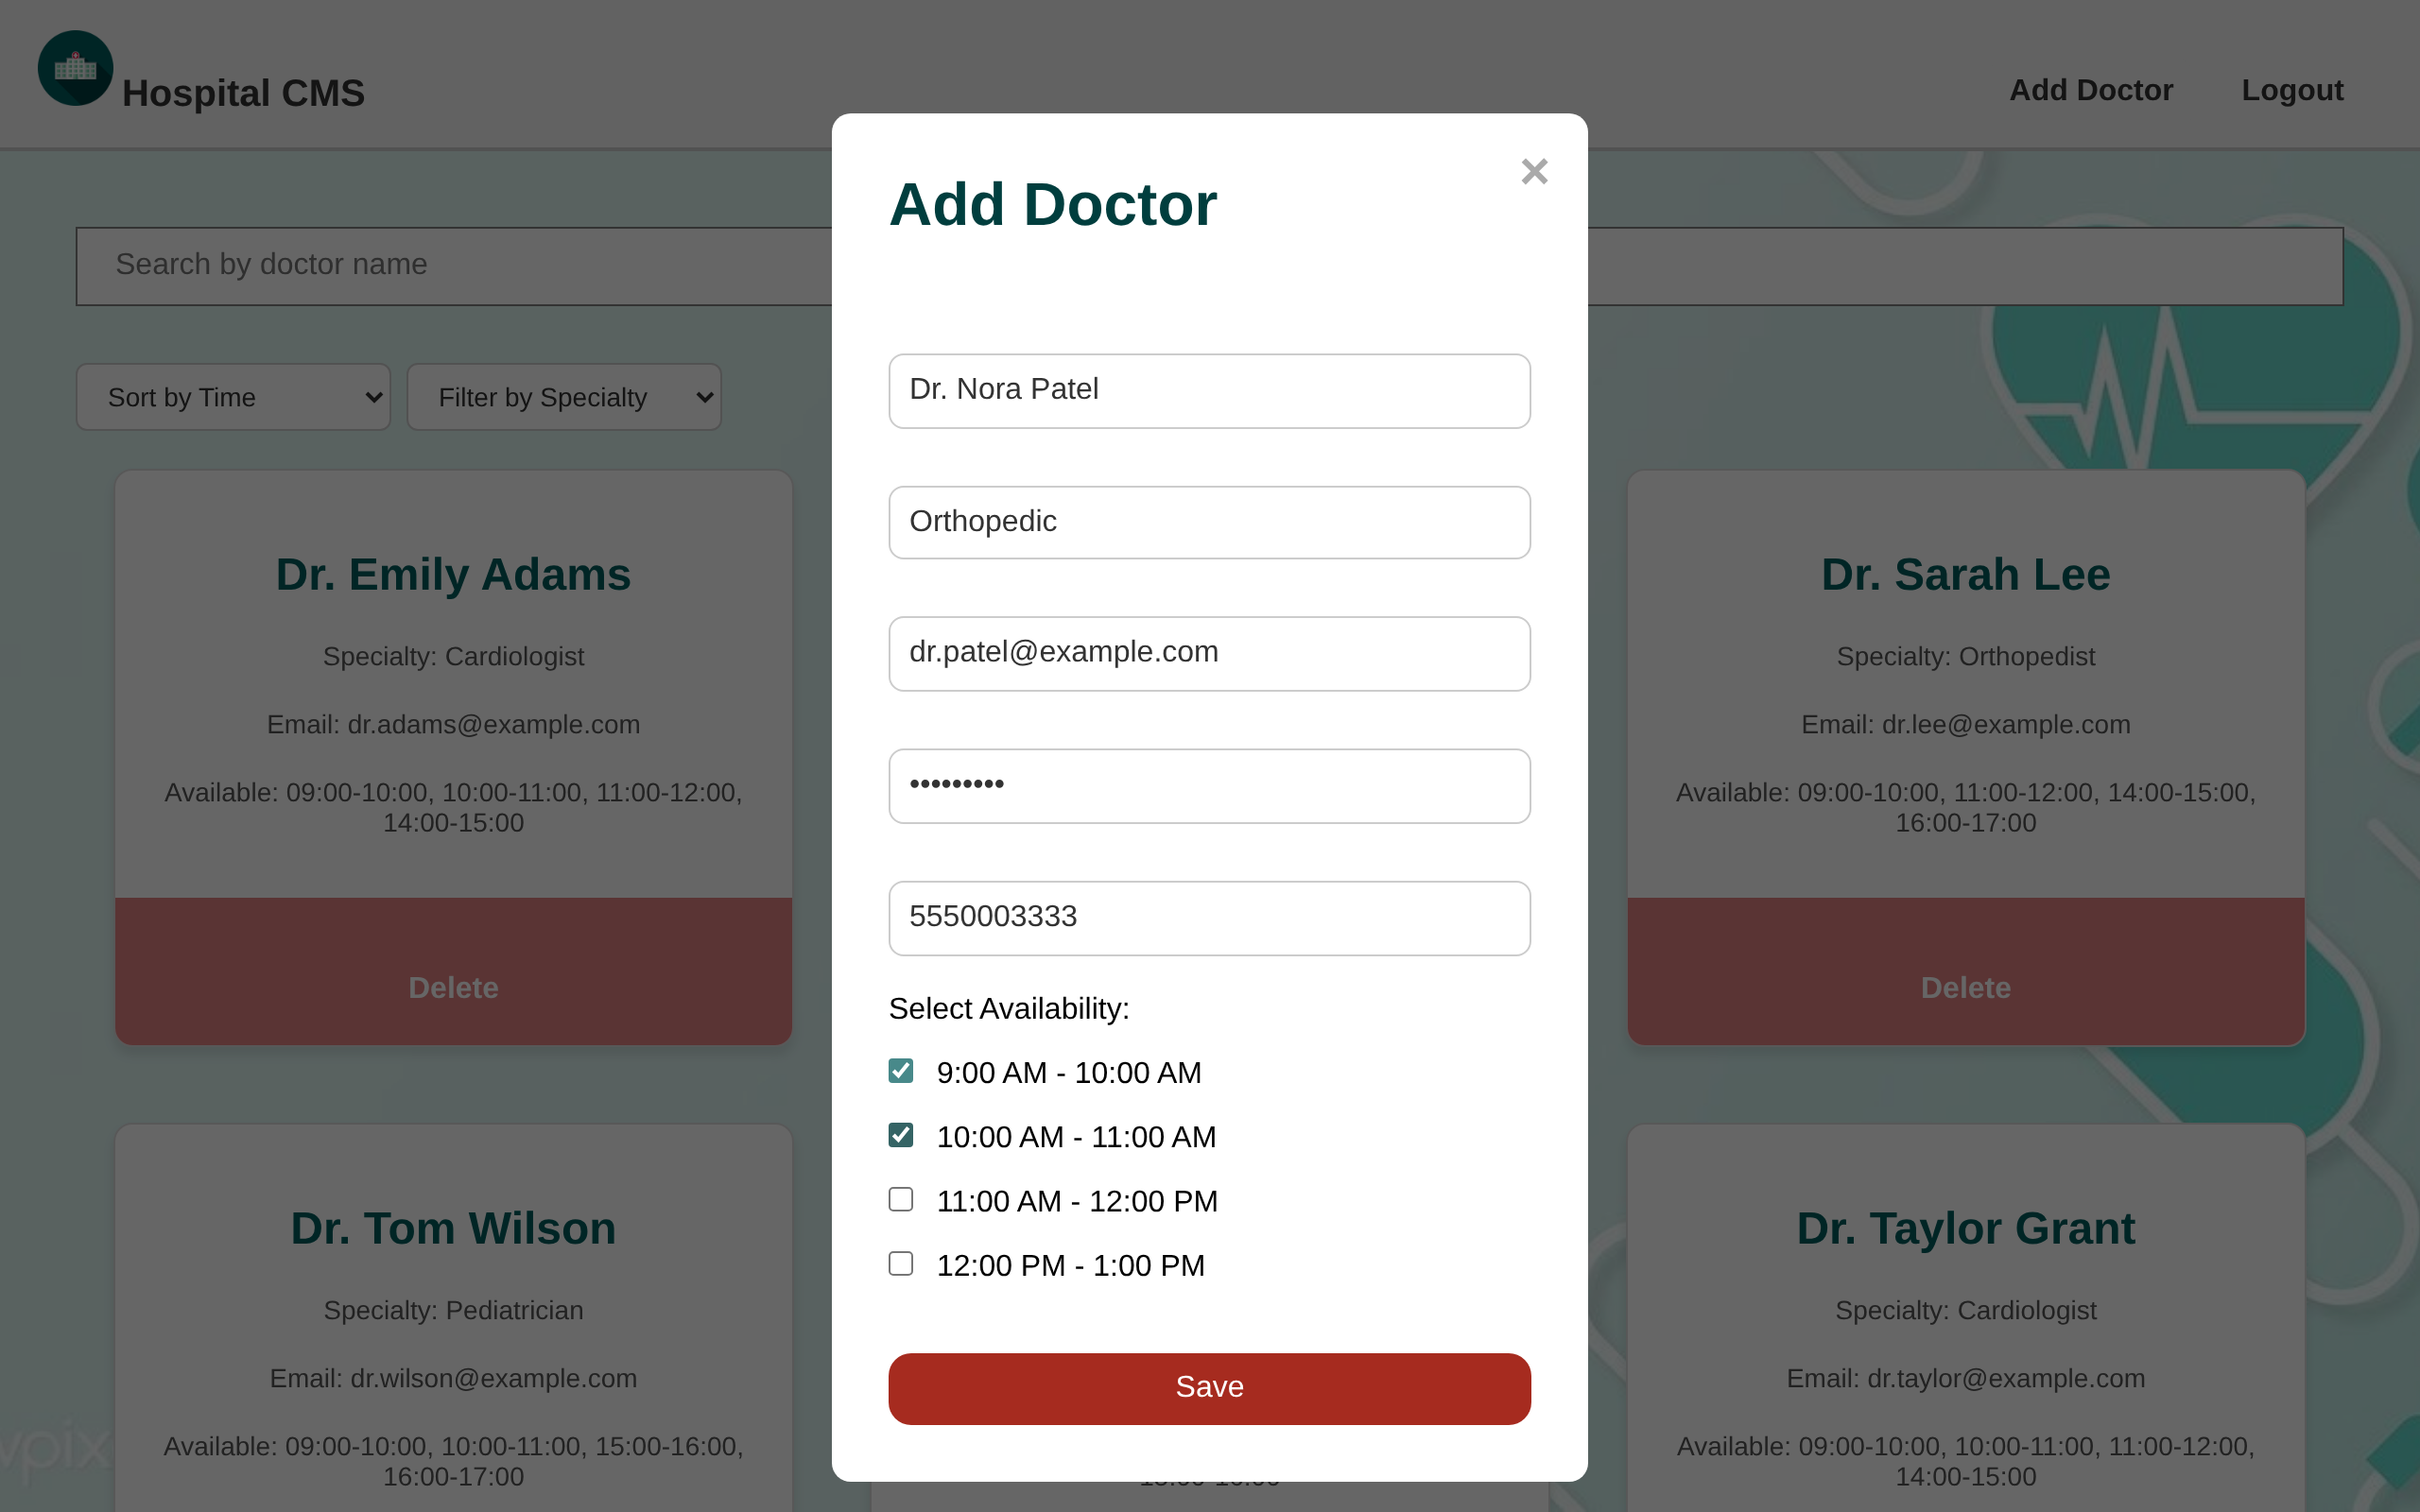 Hospital CMS
Add Doctor
Logout
Search by doctor name
Sort by Time
Filter by Specialty
Dr. Emily Adams
Specialty: Cardiologist
Email: dr.adams@example.com
Available: 09:00-10:00, 10:00-11:00, 11:00-12:00,
14:00-15:00
Delete
Dr. Tom Wilson
Specialty: Pediatrician
Email: dr.wilson@example.com
Available: 09:00-10:00, 10:00-11:00, 15:00-16:00,
16:00-17:00
Add Doctor
×
Dr. Nora Patel
Orthopedic
dr.patel@example.com
•••••••••
5550003333
Select Availability:
9:00 AM - 10:00 AM
10:00 AM - 11:00 AM
11:00 AM - 12:00 PM
12:00 PM - 1:00 PM
Save
Dr. Sarah Lee
Specialty: Orthopedist
Email: dr.lee@example.com
Available: 09:00-10:00, 11:00-12:00, 14:00-15:00,
16:00-17:00
Delete
Dr. Taylor Grant
Specialty: Cardiologist
Email: dr.taylor@example.com
Available: 09:00-10:00, 10:00-11:00, 11:00-12:00,
14:00-15:00